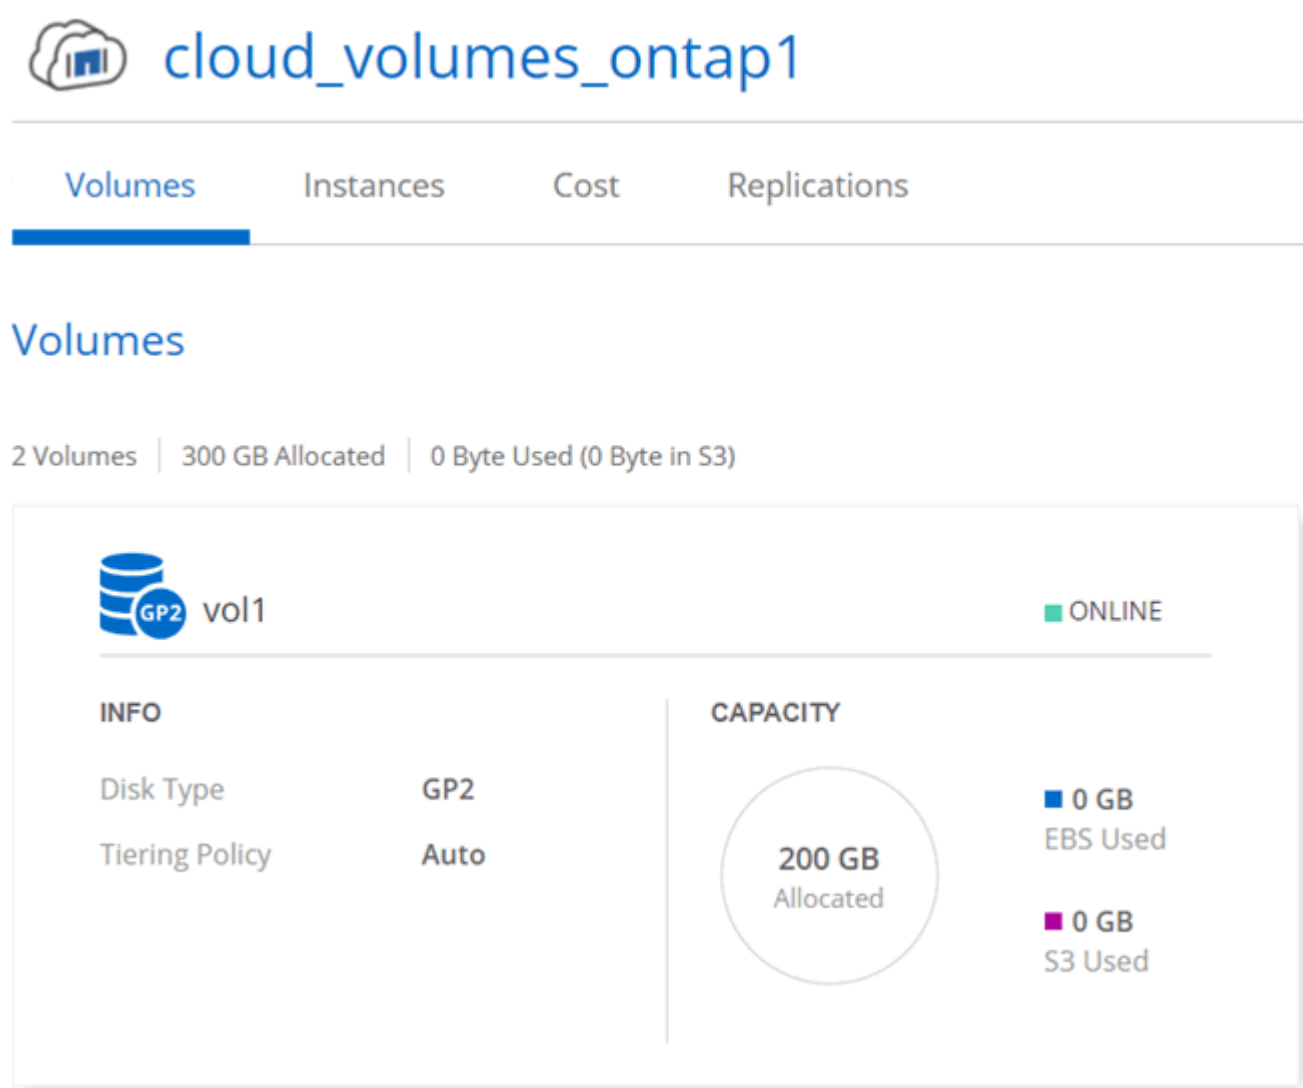 cloud_volumes_ontap1
Volumes Instances Cost Replications
Volumes
2 Volumes 300 GB Allocated 0 Byte Used (0 Byte in S3)
GP2 vol1 ONLINE
INFO CAPACITY
Disk Type GP2 0 GB
EBS Used
Tiering Policy Auto 200 GB
Allocated
0 GB
S3 Used